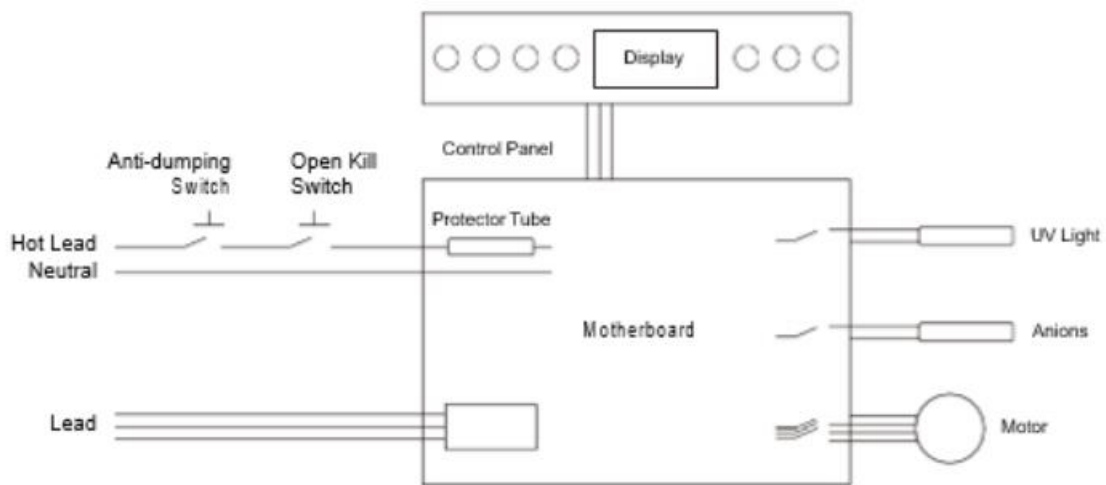 Display
Control Panel
Anti-dumping
Switch
Open Kill
Switch
Protector Tube
Hot Lead
Neutral
UV Light
Motherboard
Anions
Lead
Motor